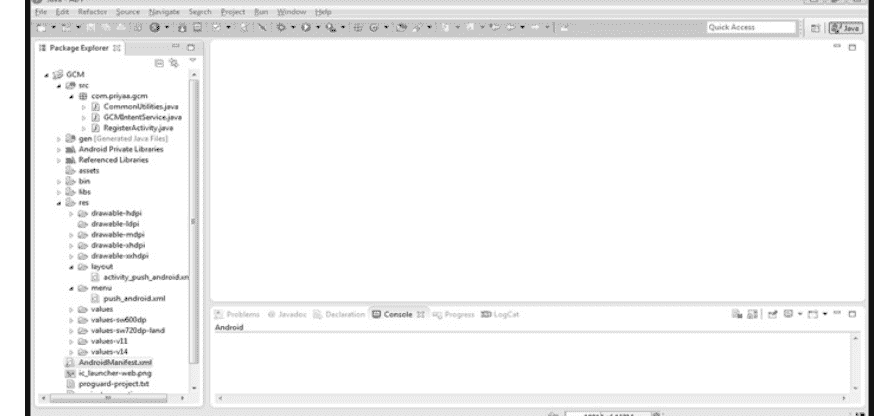 File Edit Refactor Source Navigate Search Project Run Window Help
Quick Access
Java
Package Explorer
GCM
src
com.priyaa.gcm
CommonUtilities.java
GCMIntentService.java
RegisterActivity.java
gen [Generated Java Files]
Android Private Libraries
Referenced Libraries
assets
bin
libs
res
drawable-hdpi
drawable-ldpi
drawable-mdpi
drawable-xhdpi
drawable-xxhdpi
layout
activity_push_android.xm
menu
push_android.xml
values
values-sw600dp
values-sw720dp-land
values-v11
values-v14
AndroidManifest.xml
ic_launcher-web.png
proguard-project.txt
Problems Javadoc Declaration Console Progress LogCat
Android